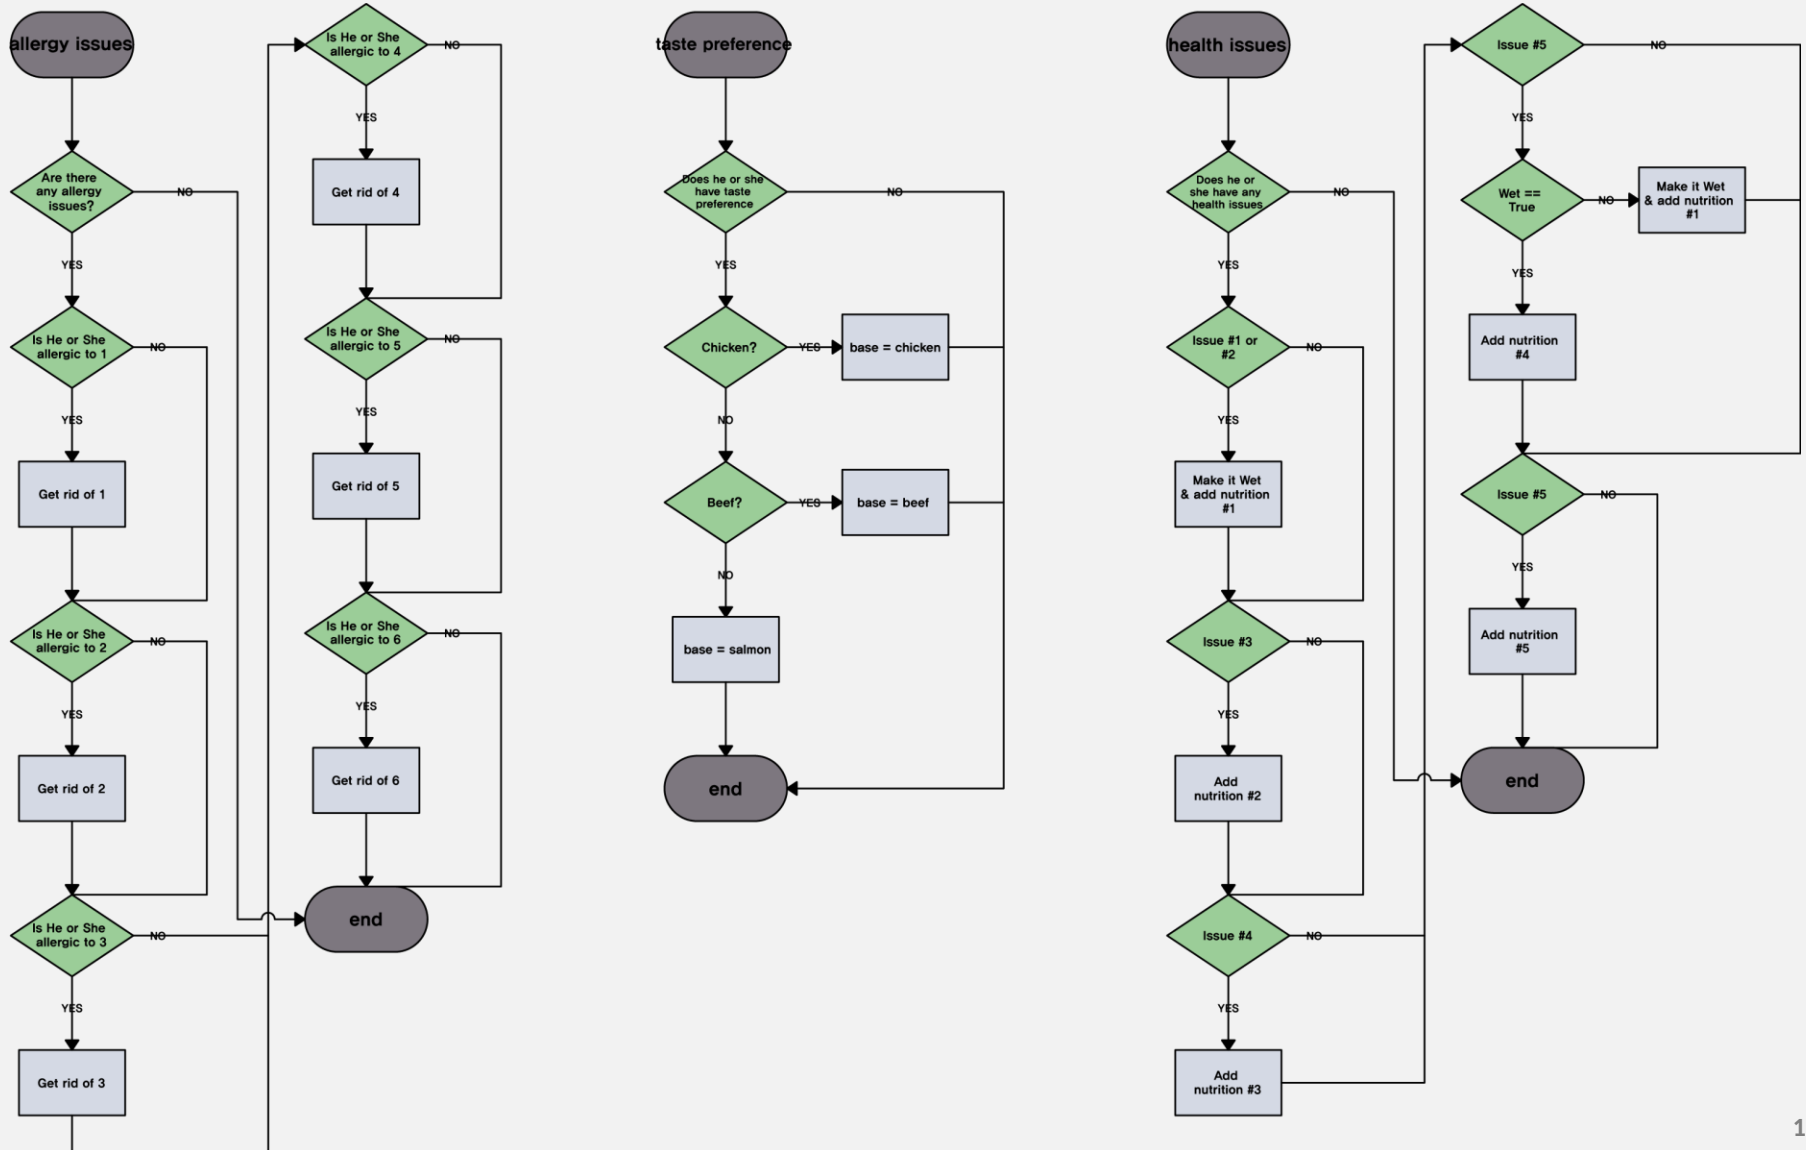 allergy issues
Are there
any allergy
issues?
NO
YES
Is He or She
allergic to 1
NO
YES
Get rid of 1
Is He or She
allergic to 2
NO
YES
Get rid of 2
Is He or She
allergic to 3
NO
YES
Get rid of 3
Is He or She
allergic to 4
NO
YES
Get rid of 4
Is He or She
allergic to 5
NO
YES
Get rid of 5
Is He or She
allergic to 6
NO
YES
Get rid of 6
end
taste preference
Does he or she
have taste
preference
NO
YES
Chicken?
YES
base = chicken
NO
Beef?
YES
base = beef
NO
base = salmon
end
health issues
Does he or
she have any
health issues
NO
YES
Issue #1 or
#2
NO
YES
Make it Wet
& add nutrition
#1
Issue #3
NO
YES
Add
nutrition #2
Issue #4
NO
YES
Add
nutrition #3
Issue #5
NO
YES
Wet ==
True
NO
Make it Wet
& add nutrition
#1
YES
Add nutrition
#4
Issue #5
NO
YES
Add nutrition
#5
end
1